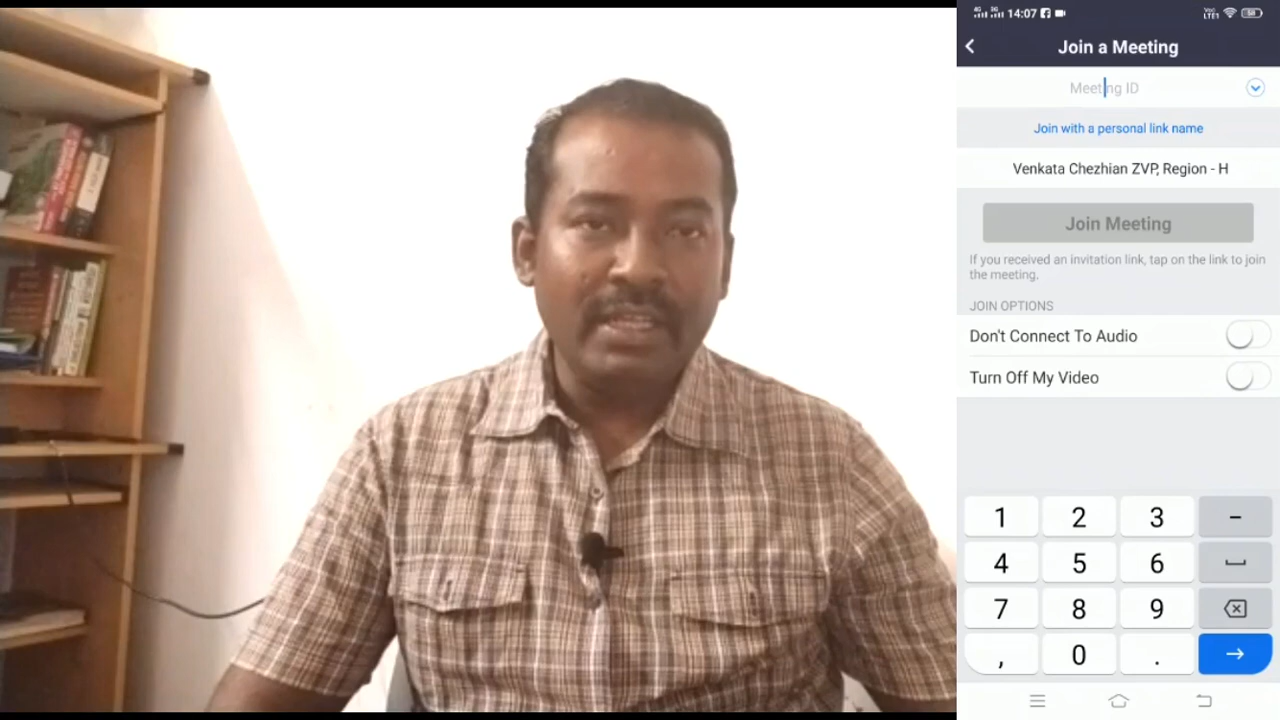 14:07
Join a Meeting
Meeting ID
Join with a personal link name
Venkata Chezhian ZVP, Region - H
Join Meeting
If you received an invitation link, tap on the link to join
the meeting.
JOIN OPTIONS
Don't Connect To Audio
Turn Off My Video
1 2 3 -
4 5 6
7 8 9
, 0 .